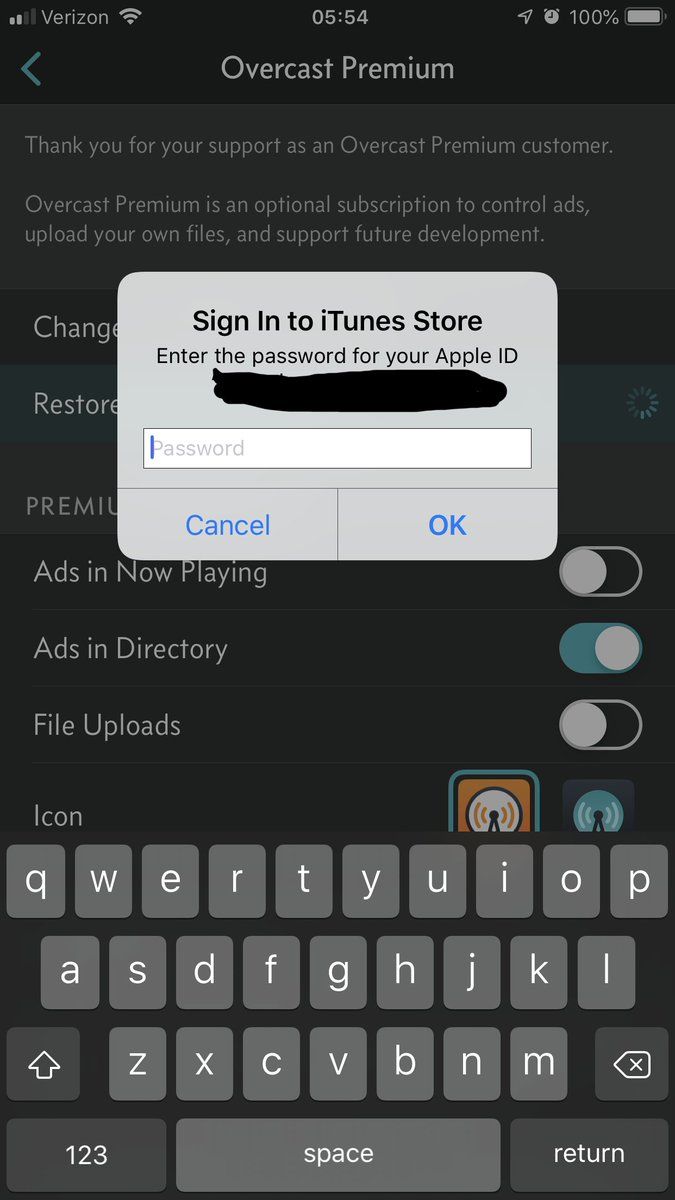 Verizon 05:54 100%
Overcast Premium
Thank you for your support as an Overcast Premium customer.
Overcast Premium is an optional subscription to control ads,
upload your own files, and support future development.
Sign In to iTunes Store
Enter the password for your Apple ID
Change
Restore
Password
Cancel OK
PREMIU
Ads in Now Playing
Ads in Directory
File Uploads
Icon
q w e r t y u i o p
a s d f g h j k l
z x c v b n m
123 space return